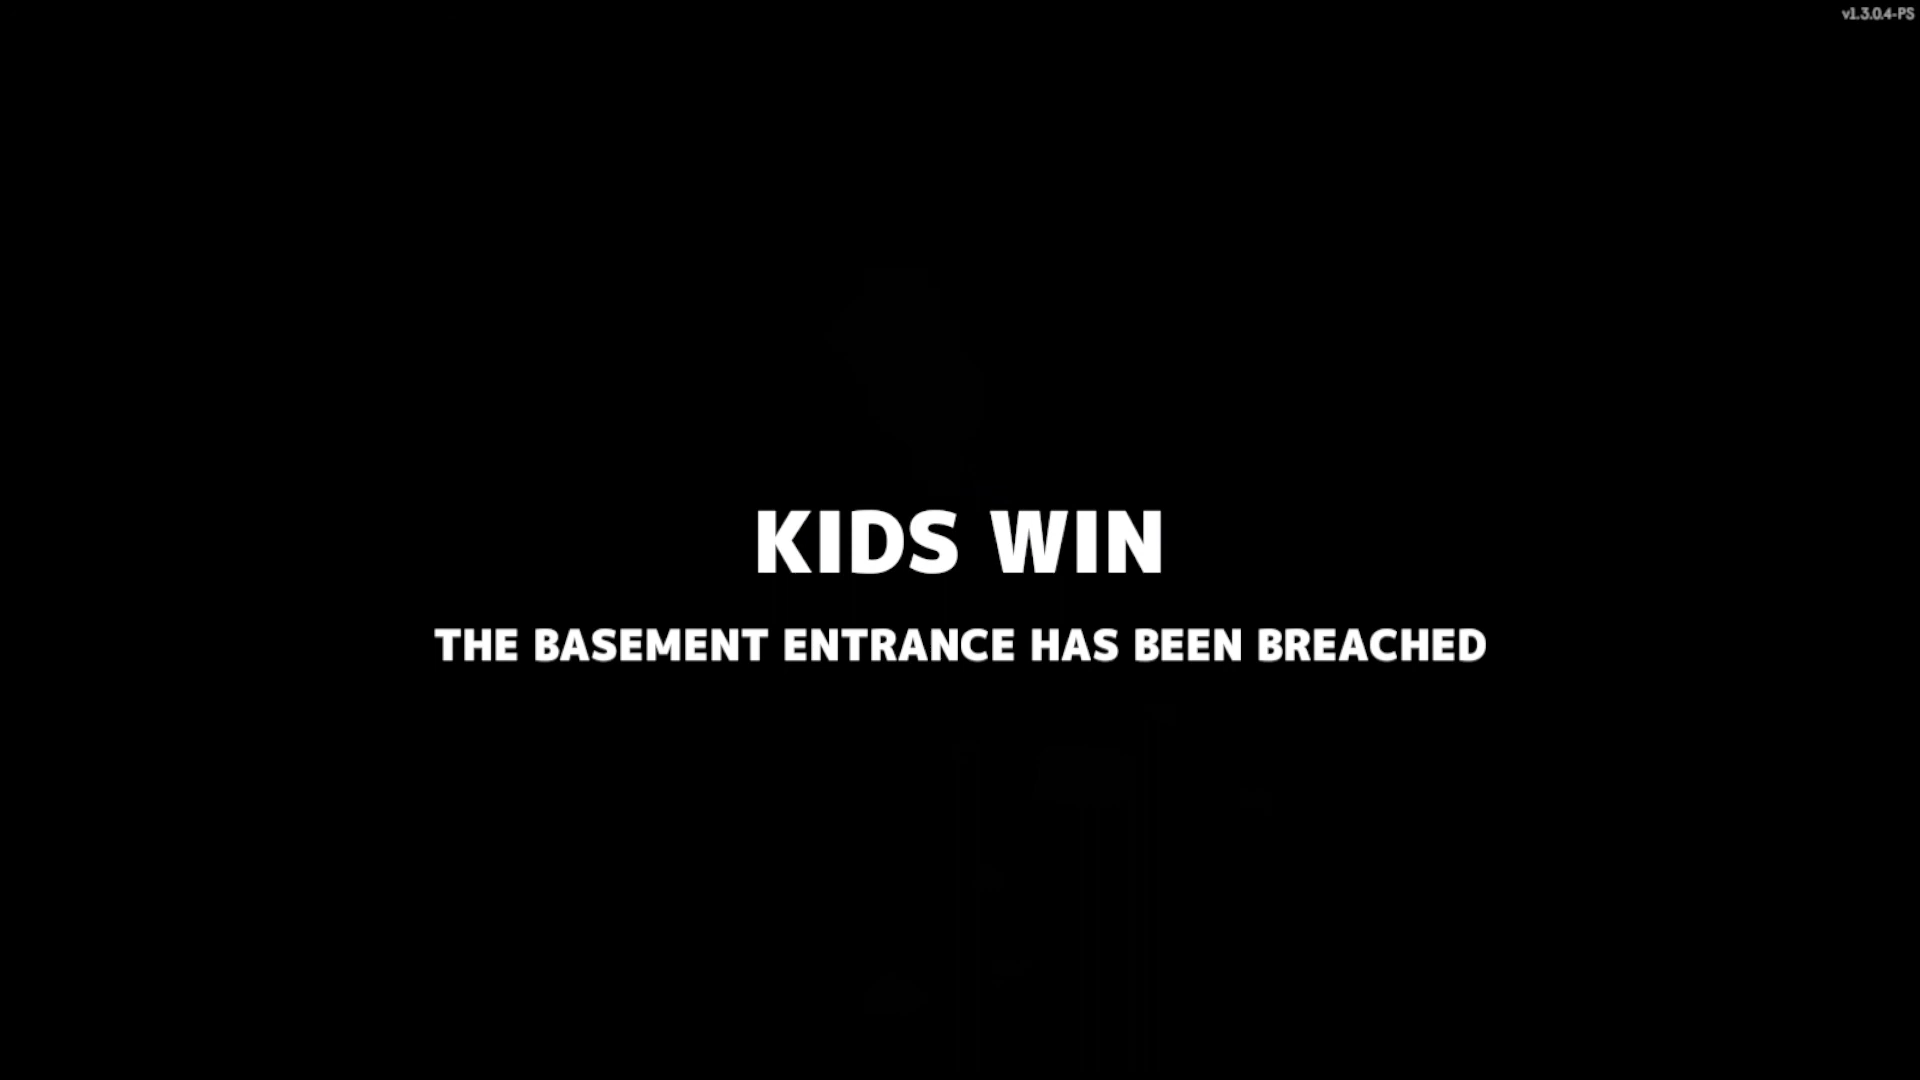 v1.3.0.4-PS
KIDS WIN
THE BASEMENT ENTRANCE HAS BEEN BREACHED